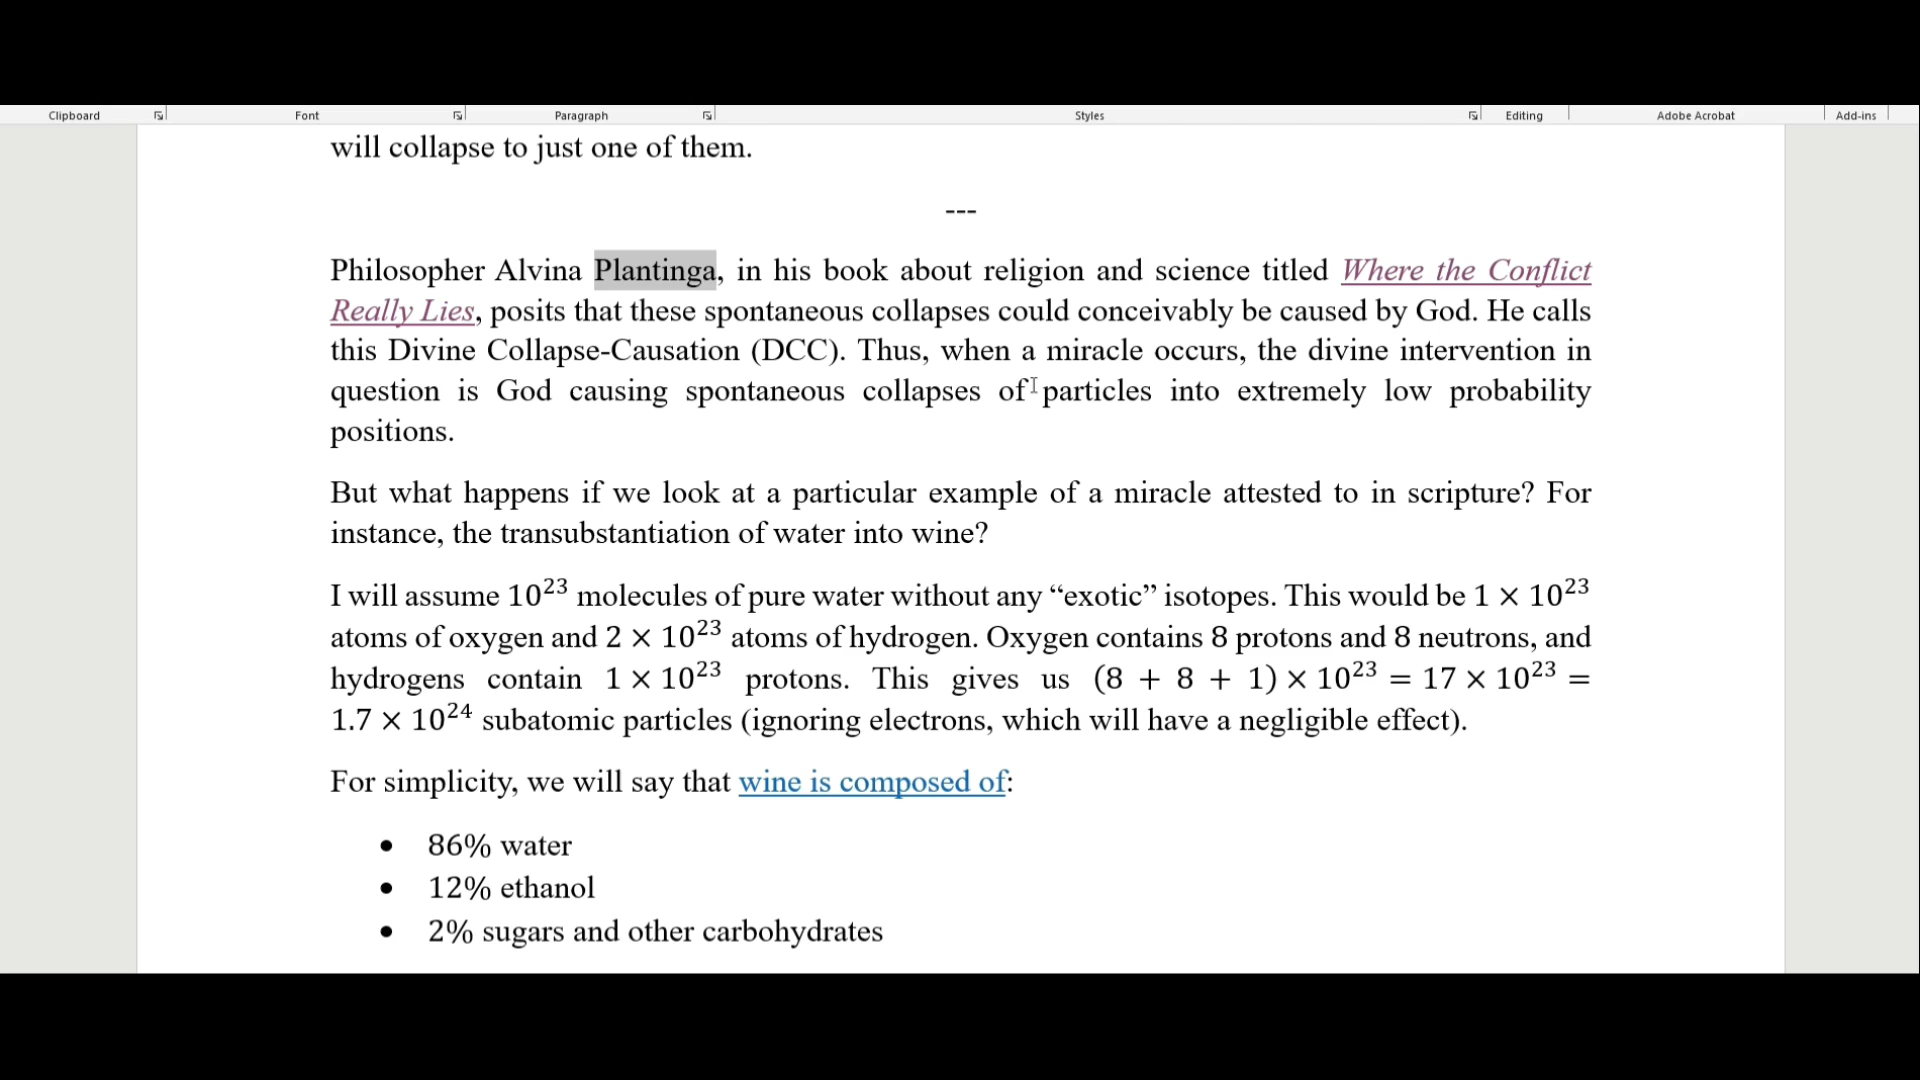 Clipboard Font Paragraph Styles Editing Adobe Acrobat Add-ins
will collapse to just one of them.
---
Philosopher Alvina Plantinga, in his book about religion and science titled Where the Conflict
Really Lies, posits that these spontaneous collapses could conceivably be caused by God. He calls
this Divine Collapse-Causation (DCC). Thus, when a miracle occurs, the divine intervention in
question is God causing spontaneous collapses of particles into extremely low probability
positions.
But what happens if we look at a particular example of a miracle attested to in scripture? For
instance, the transubstantiation of water into wine?
I will assume 10²³ molecules of pure water without any “exotic” isotopes. This would be 1 × 10²³
atoms of oxygen and 2 × 10²³ atoms of hydrogen. Oxygen contains 8 protons and 8 neutrons, and
hydrogens contain 1 × 10²³ protons. This gives us (8 + 8 + 1) × 10²³ = 17 × 10²³ =
1.7 × 10²⁴ subatomic particles (ignoring electrons, which will have a negligible effect).
For simplicity, we will say that wine is composed of:
• 86% water
• 12% ethanol
• 2% sugars and other carbohydrates